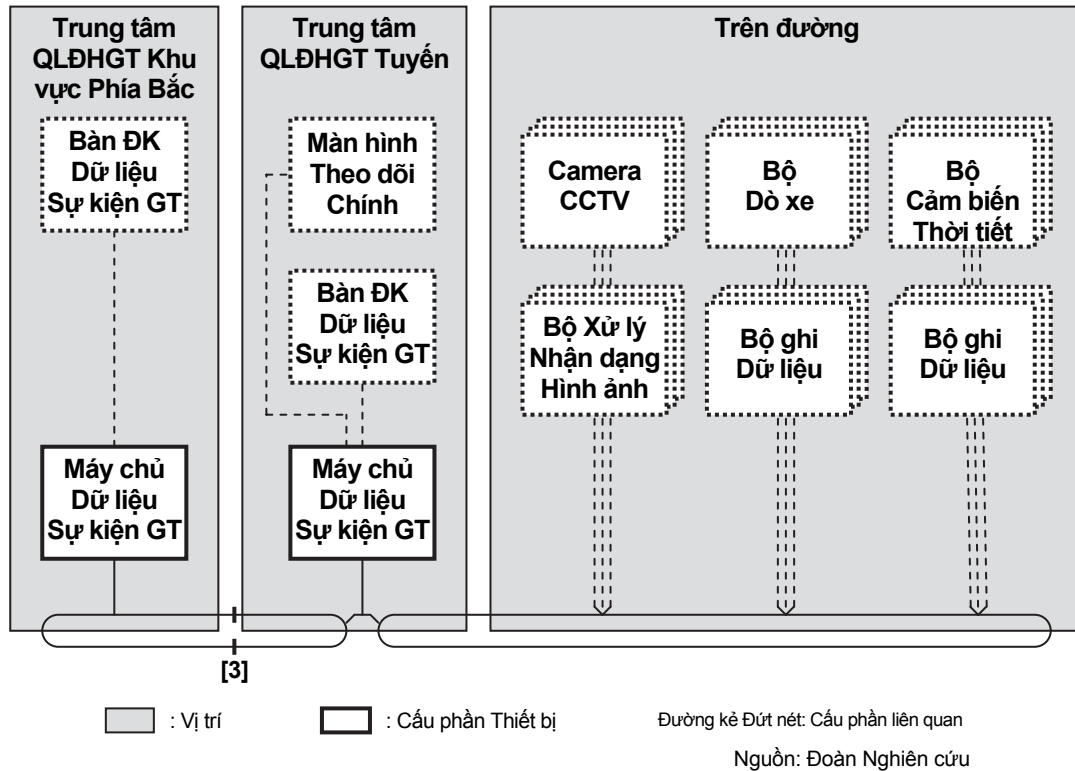 Trung tâm
QLĐHGT Khu
vực Phía Bắc
Trung tâm
QLĐHGT Tuyến
Trên đường
Bàn ĐK
Dữ liệu
Sự kiện GT
Màn hình
Theo dõi
Chính
Camera
CCTV
Bộ
Dò xe
Bộ
Cảm biến
Thời tiết
Bàn ĐK
Dữ liệu
Sự kiện GT
Bộ Xử lý
Nhận dạng
Hình ảnh
Bộ ghi
Dữ liệu
Bộ ghi
Dữ liệu
Máy chủ
Dữ liệu
Sự kiện GT
Máy chủ
Dữ liệu
Sự kiện GT
[3]
: Vị trí
: Cấu phần Thiết bị
Đường kẻ Đứt nét: Cấu phần liên quan
Nguồn: Đoàn Nghiên cứu